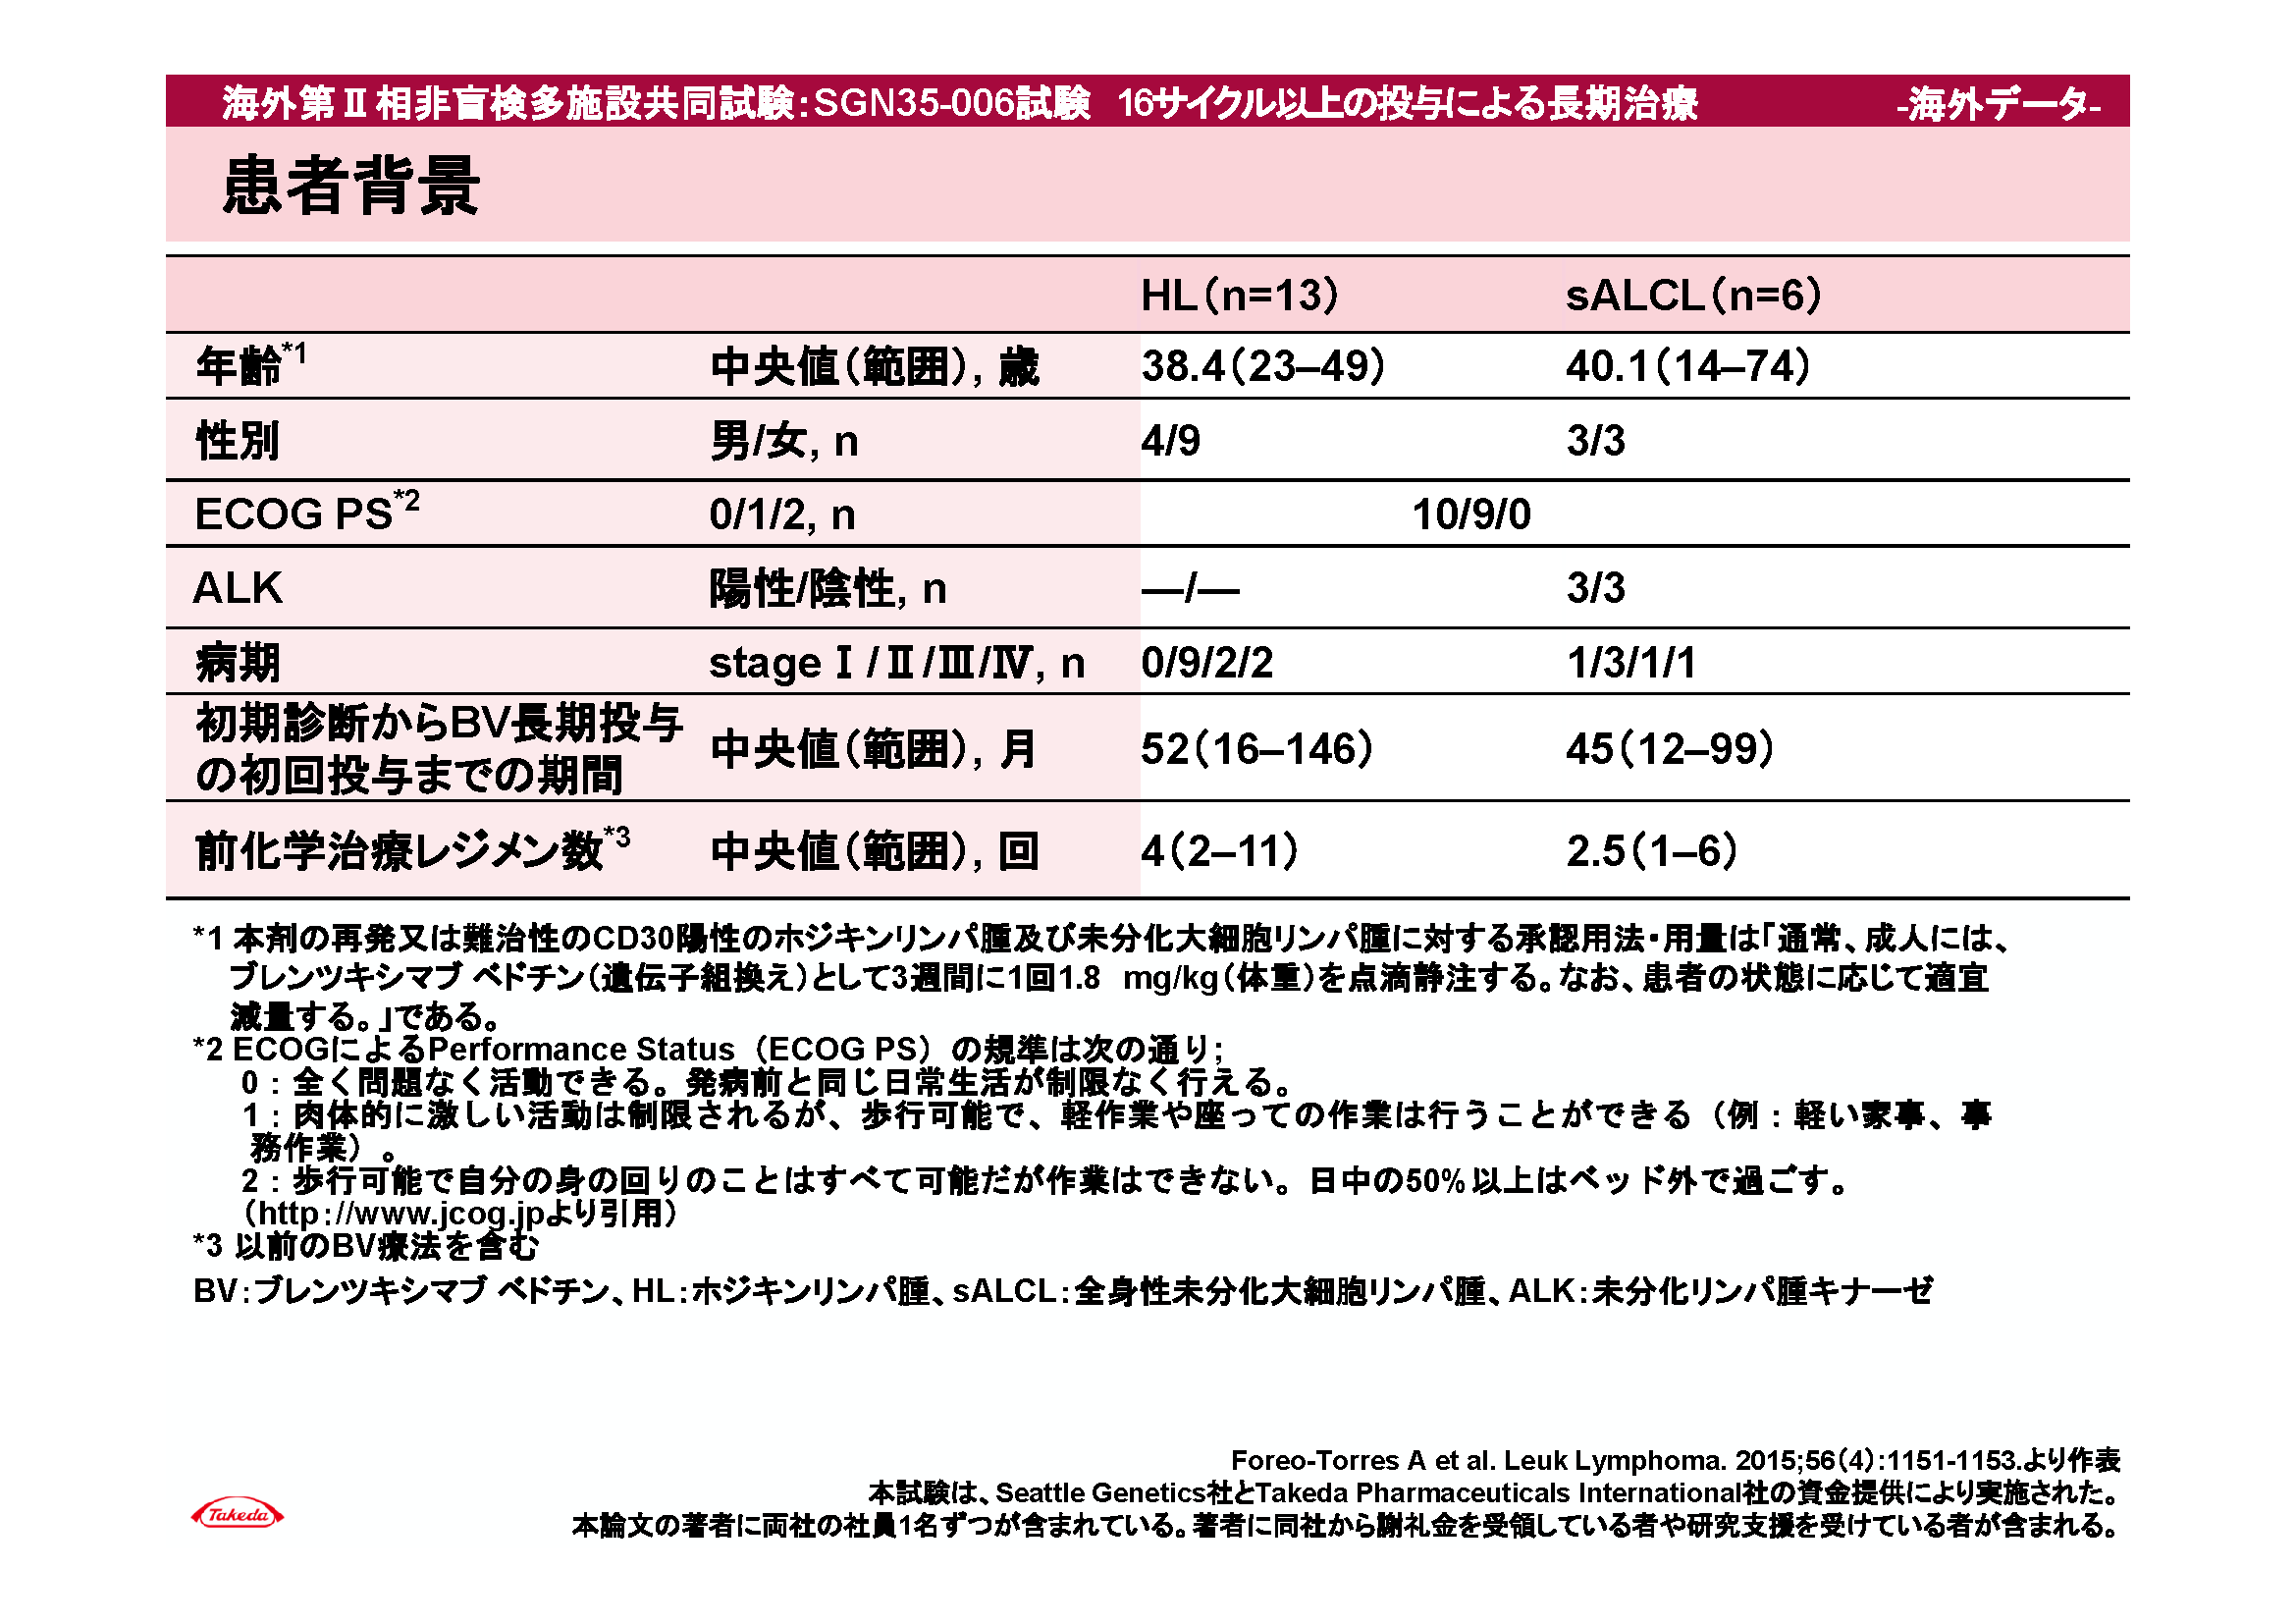 海外第Ⅱ相非盲検多施設共同試験：SGN35-006試験　16サイクル以上の投与による長期治療　-海外データ-
患者背景
HL（n=13） sALCL（n=6）
年齢*1 中央値（範囲）, 歳 38.4（23–49） 40.1（14–74）
性別 男/女, n 4/9 3/3
ECOG PS*2 0/1/2, n 10/9/0
ALK 陽性/陰性, n —/— 3/3
病期 stageⅠ/Ⅱ/Ⅲ/Ⅳ, n 0/9/2/2 1/3/1/1
初期診断からBV長期投与
の初回投与までの期間 中央値（範囲）, 月 52（16–146） 45（12–99）
前化学治療レジメン数*3 中央値（範囲）, 回 4（2–11） 2.5（1–6）
*1 本剤の再発又は難治性のCD30陽性のホジキンリンパ腫及び未分化大細胞リンパ腫に対する承認用法・用量は「通常、成人には、
ブレンツキシマブ ベドチン（遺伝子組換え）として3週間に1回1.8　mg/kg（体重）を点滴静注する。なお、患者の状態に応じて適宜
減量する。」である。
*2 ECOGによるPerformance Status（ECOG PS）の規準は次の通り；
0：全く問題なく活動できる。発病前と同じ日常生活が制限なく行える。
1：肉体的に激しい活動は制限されるが、歩行可能で、軽作業や座っての作業は行うことができる（例：軽い家事、事
務作業）。
2：歩行可能で自分の身の回りのことはすべて可能だが作業はできない。日中の50%以上はベッド外で過ごす。
（http://www.jcog.jpより引用）
*3 以前のBV療法を含む
BV：ブレンツキシマブ ベドチン、HL：ホジキンリンパ腫、sALCL：全身性未分化大細胞リンパ腫、ALK：未分化リンパ腫キナーゼ
Foreo-Torres A et al. Leuk Lymphoma. 2015;56（4）:1151-1153.より作表
本試験は、Seattle Genetics社とTakeda Pharmaceuticals International社の資金提供により実施された。
Takeda
本論文の著者に両社の社員1名ずつが含まれている。著者に同社から謝礼金を受領している者や研究支援を受けている者が含まれる。